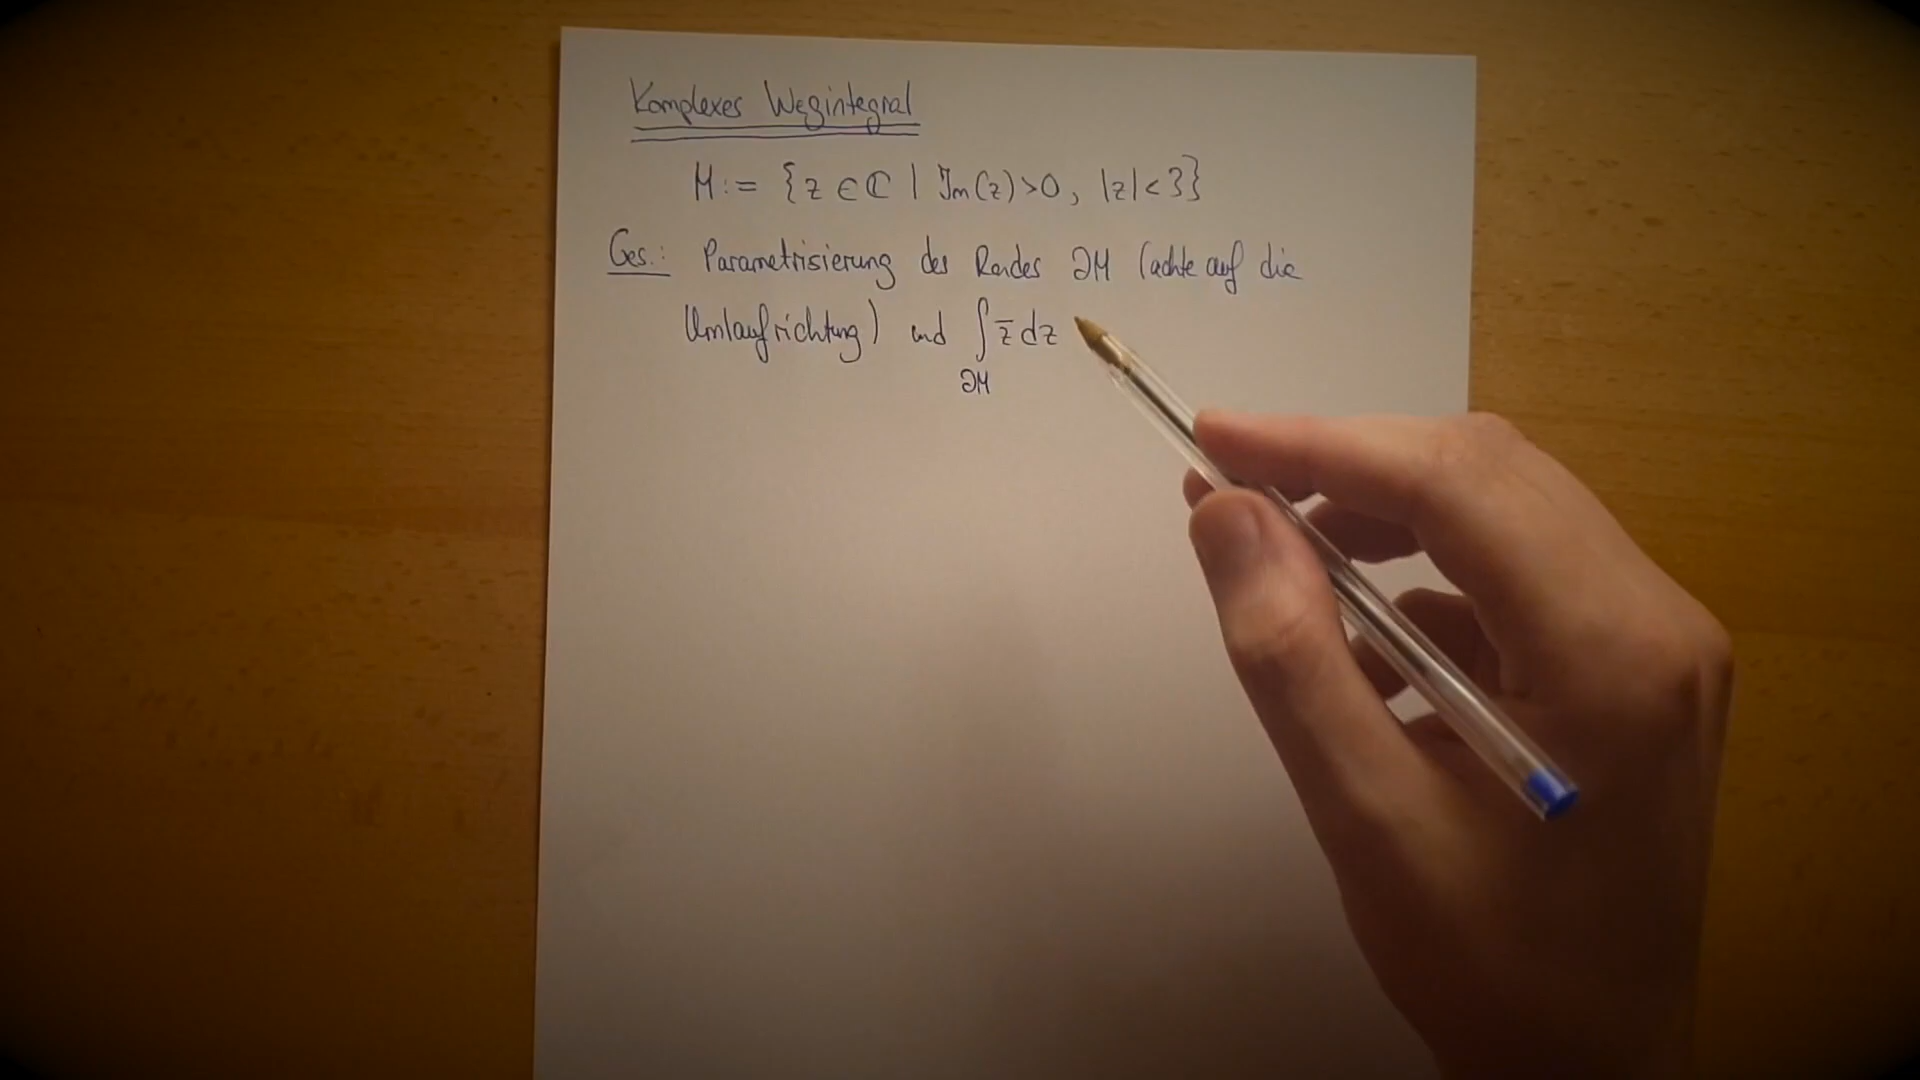 Komplexes Wegintegral
M := {z ∈ ℂ | Im(z)>0, |z|<3}
Ges.: Parametrisierung des Randes ∂M (achte auf die
Umlaufrichtung) und ∫ z̄ dz
∂M